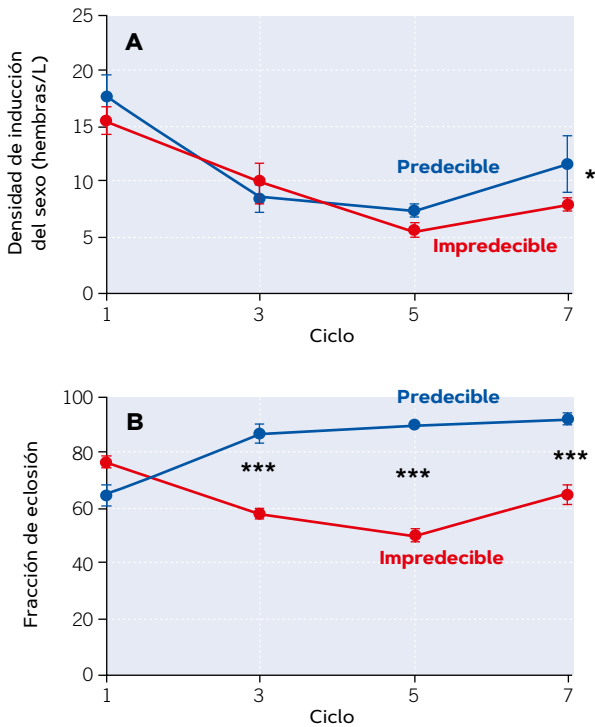 A
Densidad de inducción
del sexo (hembras/L)
25
20
15
10
5
0
Predecible
Impredecible
*
1 3 5 7
Ciclo
B
Fracción de eclosión
100
80
60
40
20
0
Predecible
*** *** ***
Impredecible
1 3 5 7
Ciclo